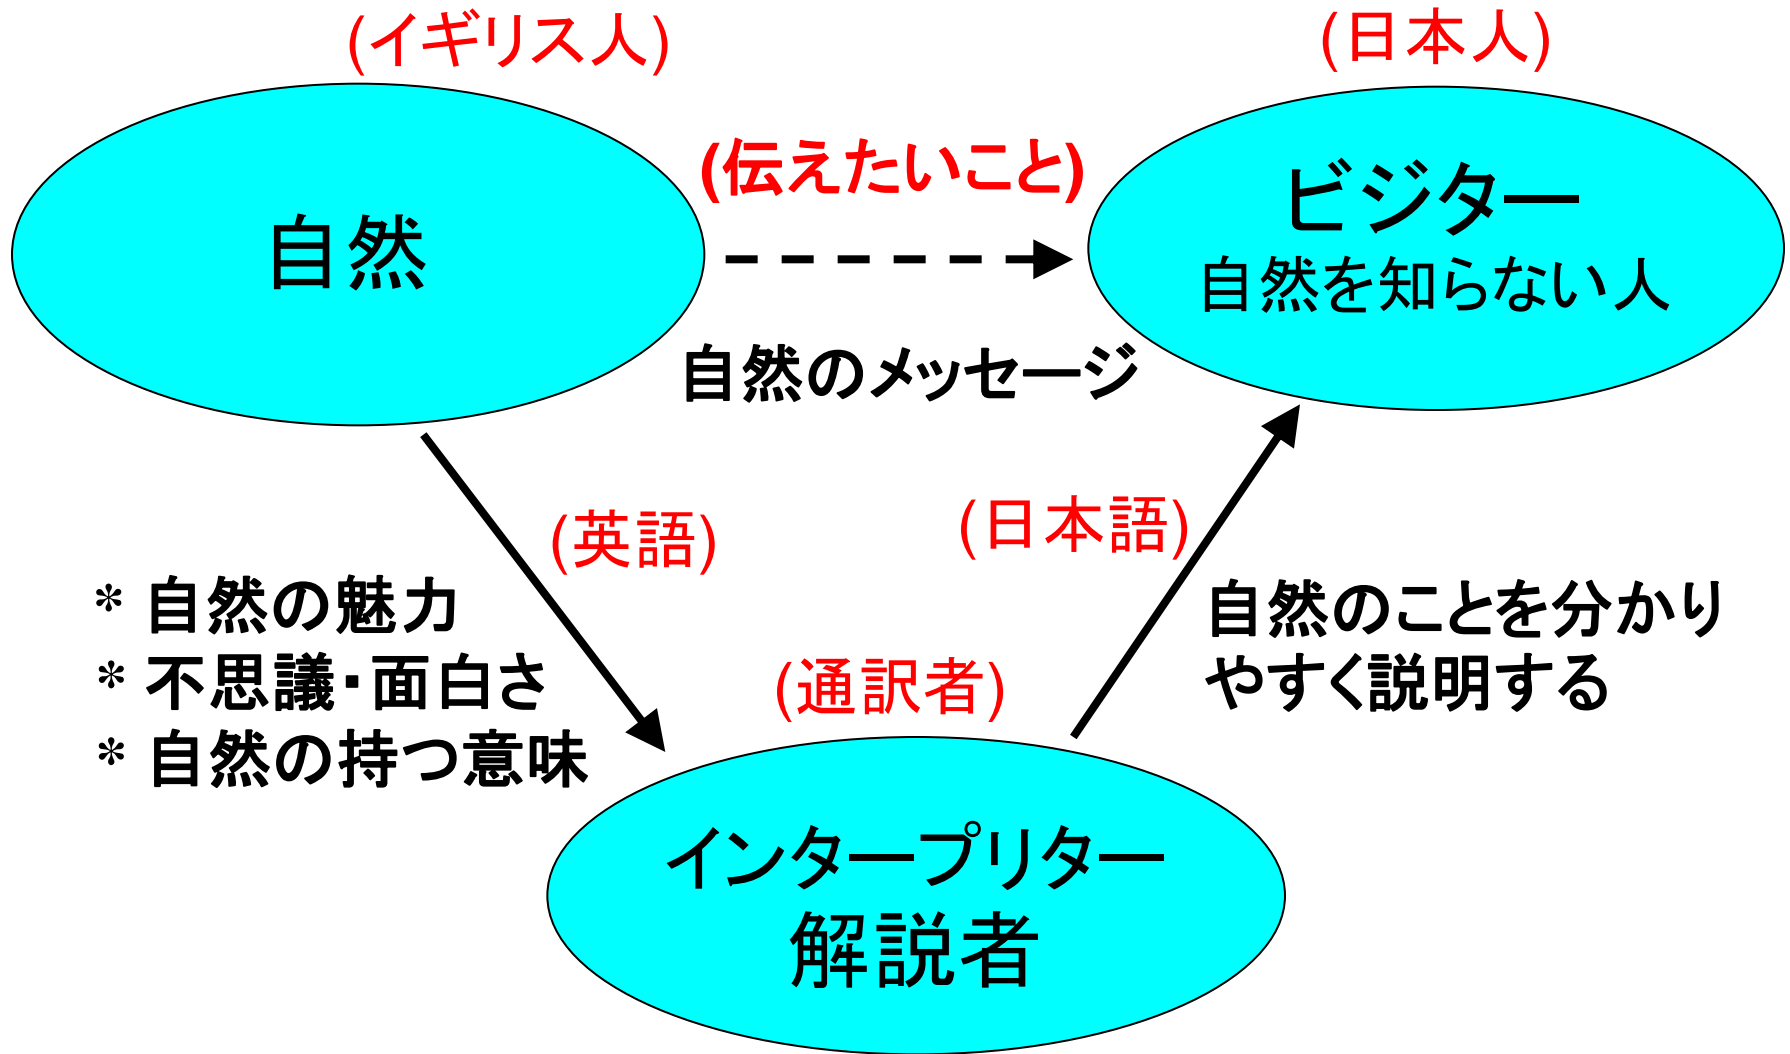 (イギリス人)
(日本人)
自然
(伝えたいこと)
ビジター
自然を知らない人
自然のメッセージ
(英語)
(日本語)
* 自然の魅力
* 不思議・面白さ
* 自然の持つ意味
自然のことを分かり
やすく説明する
(通訳者)
インタープリター
解説者